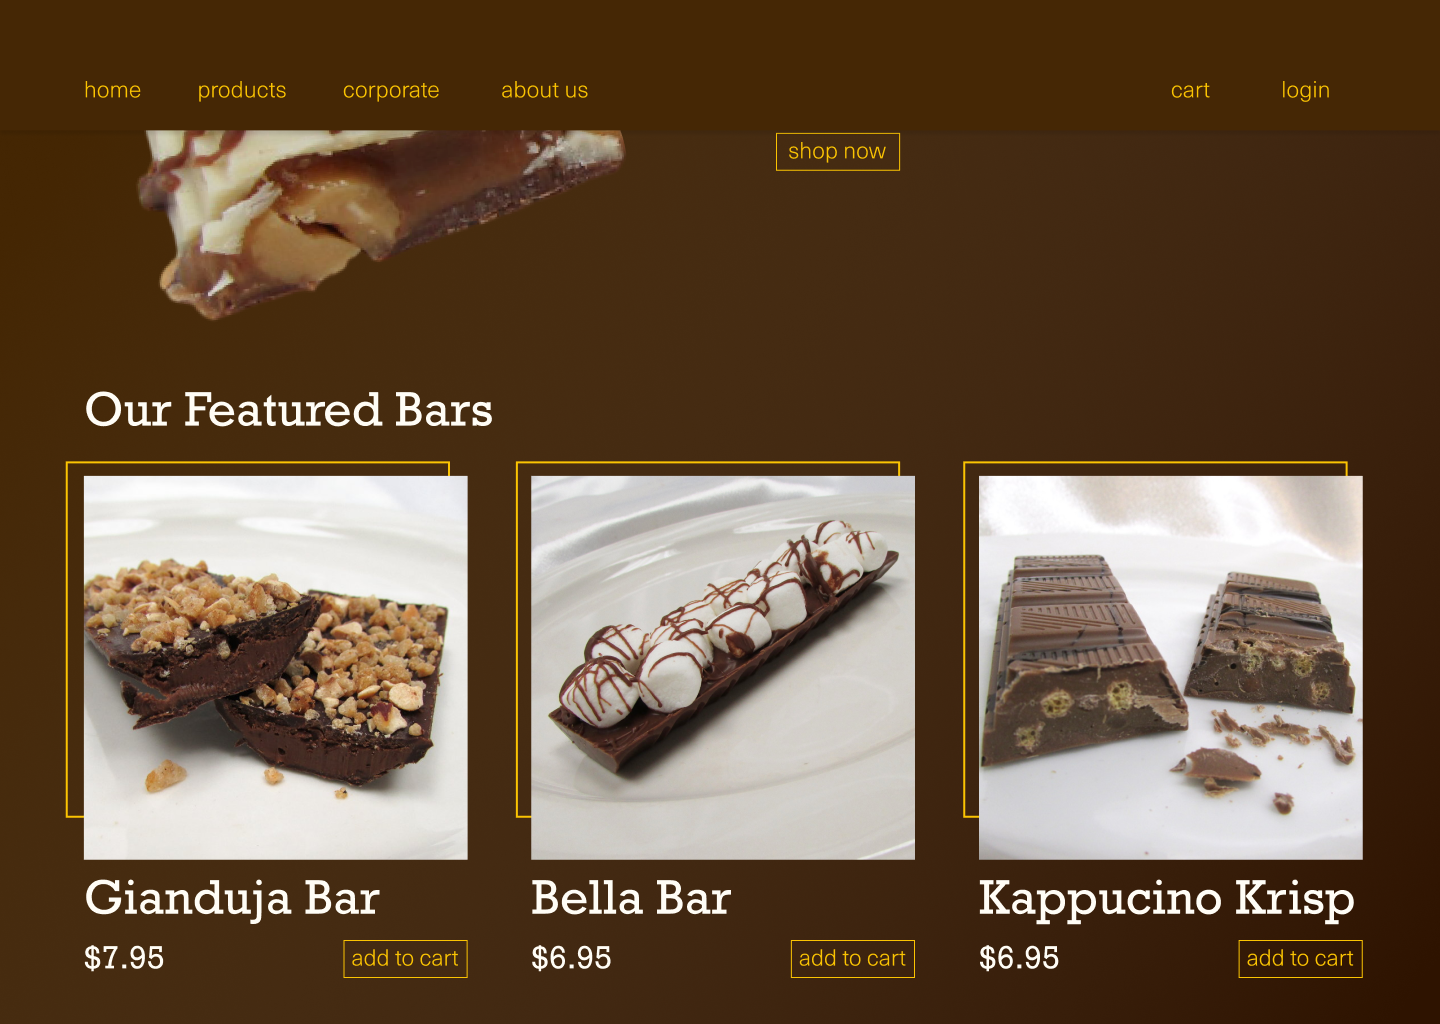 home products corporate about us cart login
shop now
Our Featured Bars
Gianduja Bar Bella Bar Kappucino Krisp
$7.95 add to cart $6.95 add to cart $6.95 add to cart